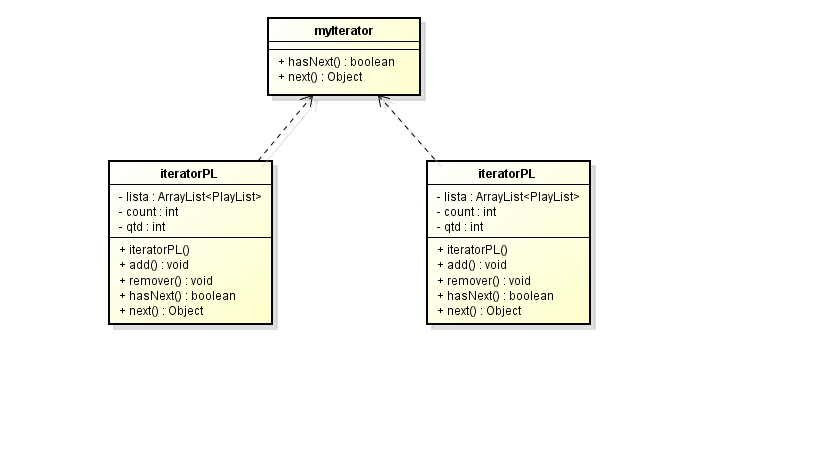 myIterator
+ hasNext() : boolean
+ next() : Object
iteratorPL
- lista : ArrayList<PlayList>
- count : int
- qtd : int
+ iteratorPL()
+ add() : void
+ remover() : void
+ hasNext() : boolean
+ next() : Object
iteratorPL
- lista : ArrayList<PlayList>
- count : int
- qtd : int
+ iteratorPL()
+ add() : void
+ remover() : void
+ hasNext() : boolean
+ next() : Object